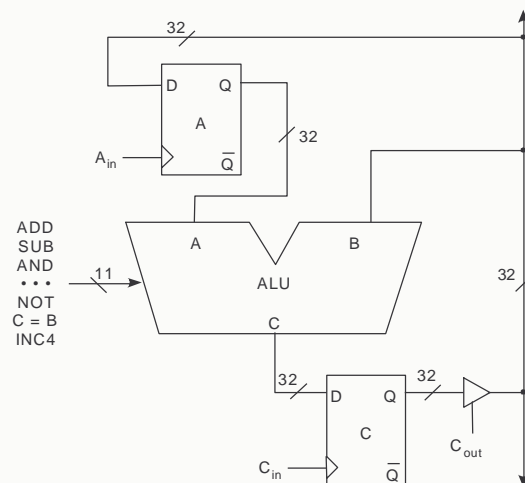 32
D Q
A
A_in
Q̅
32
A B
ADD
SUB
AND
• • •
NOT
C = B
INC4
11
ALU
32
C
32
32
D Q
C
C_out
C_in
Q̅